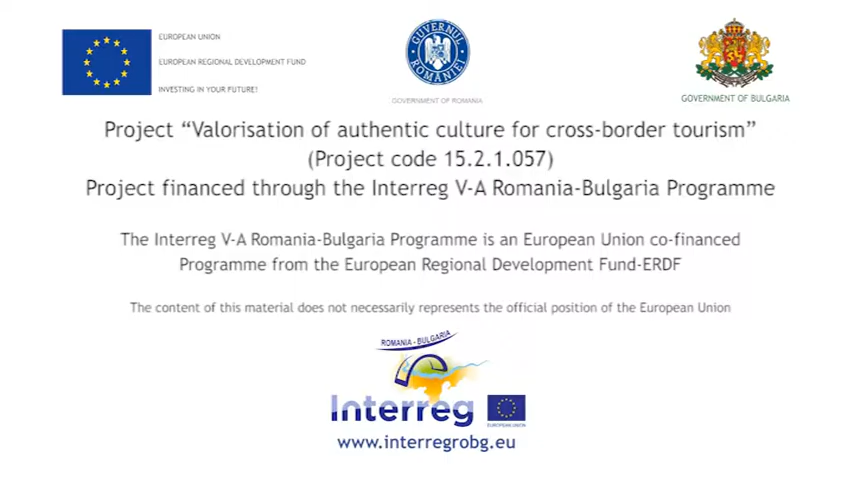 EUROPEAN UNION
EUROPEAN REGIONAL DEVELOPMENT FUND
INVESTING IN YOUR FUTURE!
GUVERNUL ROMÂNIEI
GOVERNMENT OF ROMANIA
GOVERNMENT OF BULGARIA
Project “Valorisation of authentic culture for cross-border tourism”
(Project code 15.2.1.057)
Project financed through the Interreg V-A Romania-Bulgaria Programme
The Interreg V-A Romania-Bulgaria Programme is an European Union co-financed
Programme from the European Regional Development Fund-ERDF
The content of this material does not necessarily represents the official position of the European Union
ROMANIA - BULGARIA
Interreg
EUROPEAN UNION
www.interregrobg.eu